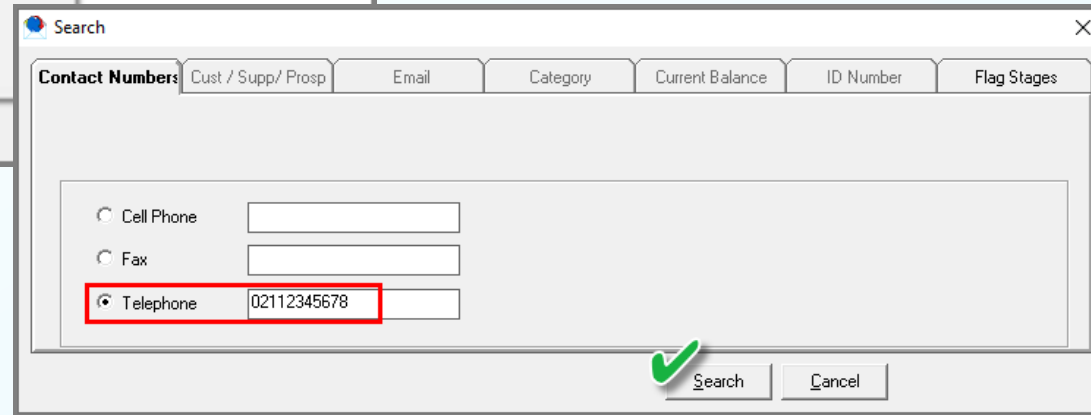 Search
Contact Numbers Cust / Supp/ Prosp Email Category Current Balance ID Number Flag Stages
Cell Phone
Fax
Telephone 02112345678
Search Cancel